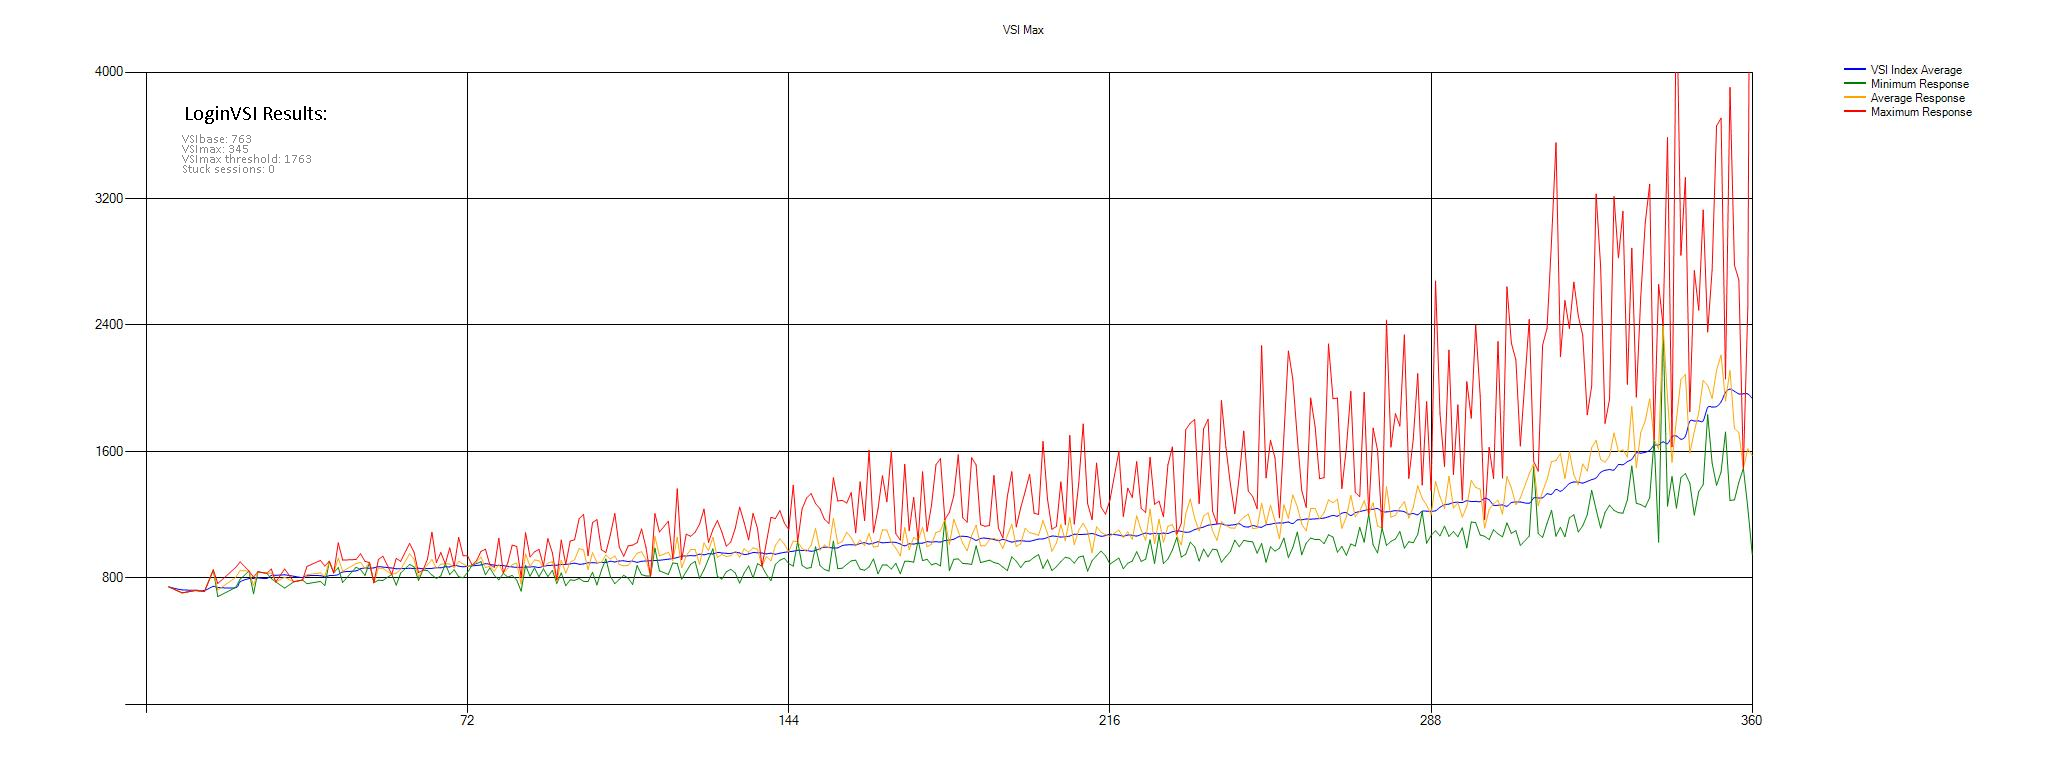 VSI Max
4000
3200
2400
1600
800
72
144
216
288
360
LoginVSI Results:
VSIbase: 763
VSImax: 345
VSImax threshold: 1763
Stuck sessions: 0
VSI Index Average
Minimum Response
Average Response
Maximum Response